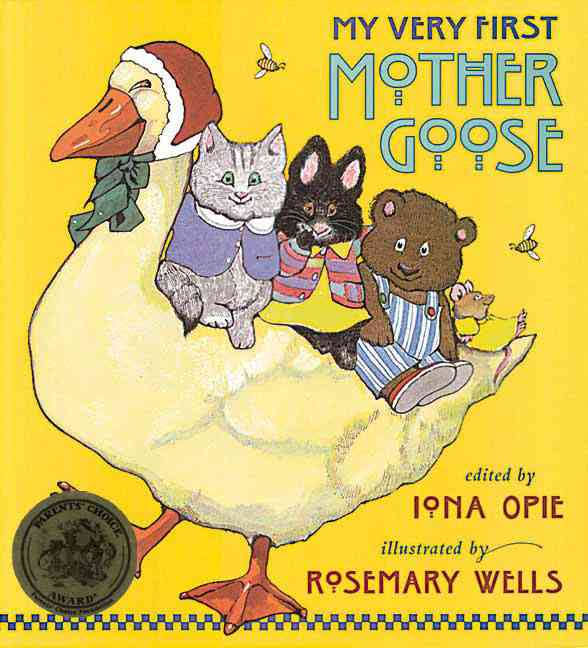 MY VERY FIRST
MOTHER
GOOSE
edited by
IONA OPIE
illustrated by
ROSEMARY WELLS
PARENTS' CHOICE
AWARD®